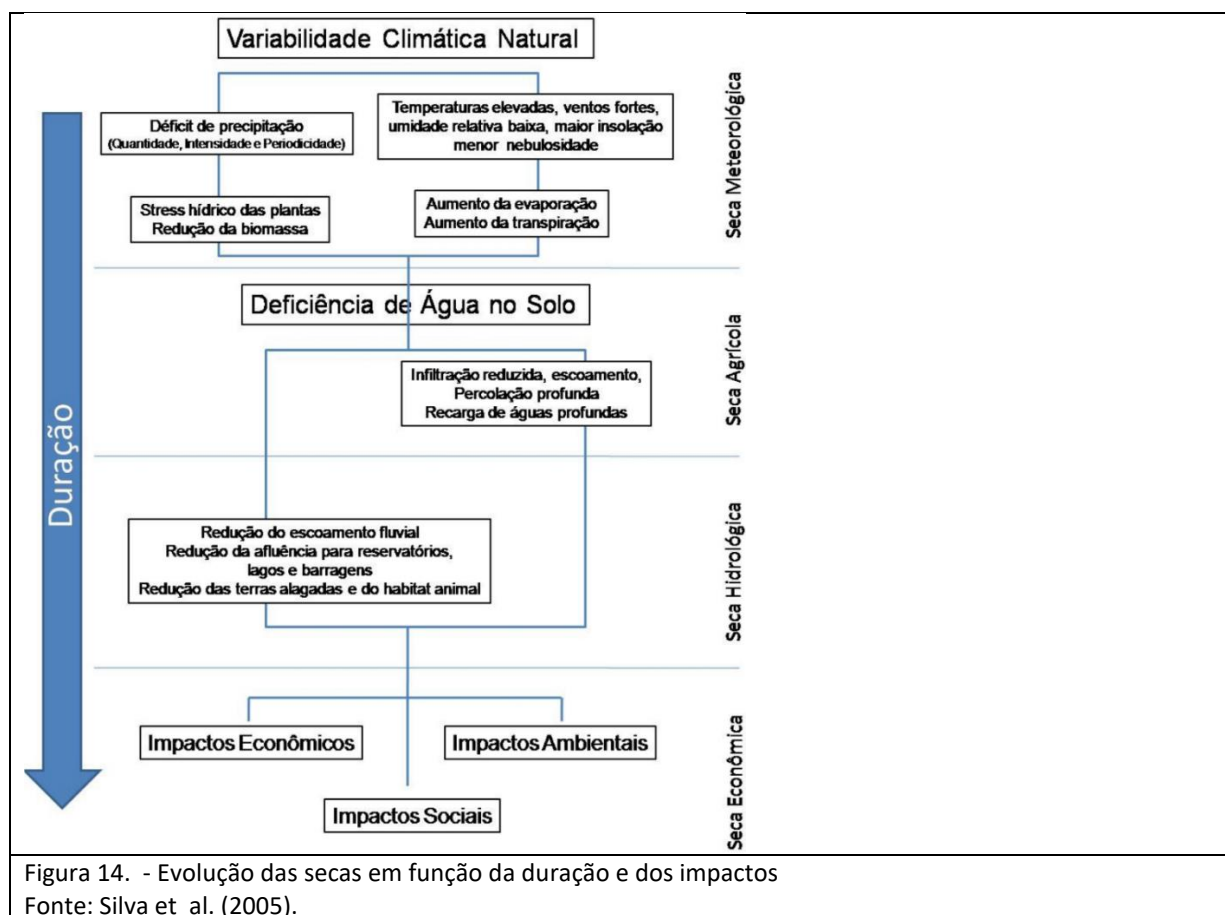 Variabilidade Climática Natural
Déficit de precipitação
(Quantidade, Intensidade e Periodicidade)
Temperaturas elevadas, ventos fortes,
umidade relativa baixa, maior insolação
menor nebulosidade
Stress hídrico das plantas
Redução da biomassa
Aumento da evaporação
Aumento da transpiração
Seca Meteorológica
Deficiência de Água no Solo
Infiltração reduzida, escoamento,
Percolação profunda
Recarga de águas profundas
Seca Agrícola
Duração
Redução do escoamento fluvial
Redução da afluência para reservatórios,
lagos e barragens
Redução das terras alagadas e do habitat animal
Seca Hidrológica
Impactos Econômicos
Impactos Ambientais
Impactos Sociais
Seca Econômica
Figura 14. - Evolução das secas em função da duração e dos impactos
Fonte: Silva et al. (2005).